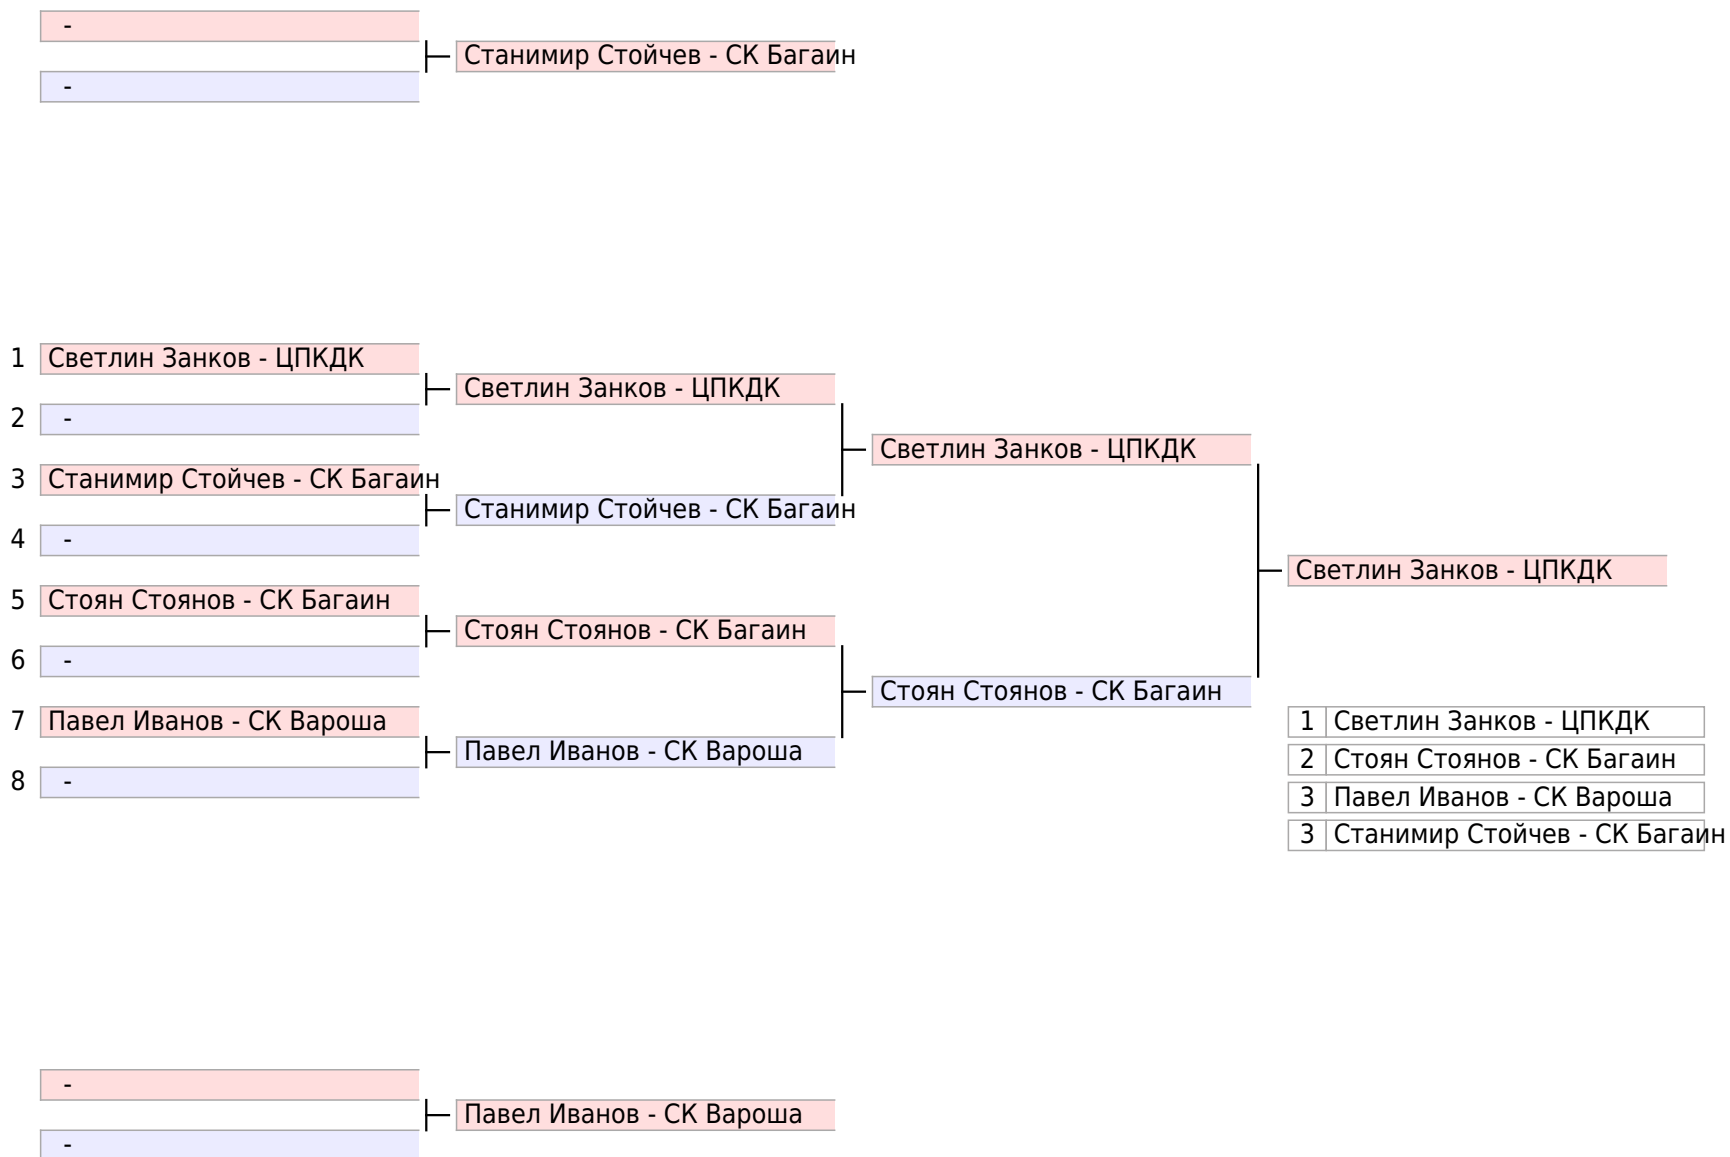 -
Станимир Стойчев - СК Багаин
-
1 Светлин Занков - ЦПКДК
Светлин Занков - ЦПКДК
2 -
Светлин Занков - ЦПКДК
3 Станимир Стойчев - СК Багаин
Станимир Стойчев - СК Багаин
4 -
Светлин Занков - ЦПКДК
5 Стоян Стоянов - СК Багаин
Стоян Стоянов - СК Багаин
6 -
Стоян Стоянов - СК Багаин
7 Павел Иванов - СК Вароша
Павел Иванов - СК Вароша
8 -
1 Светлин Занков - ЦПКДК
2 Стоян Стоянов - СК Багаин
3 Павел Иванов - СК Вароша
3 Станимир Стойчев - СК Багаин
-
Павел Иванов - СК Вароша
-